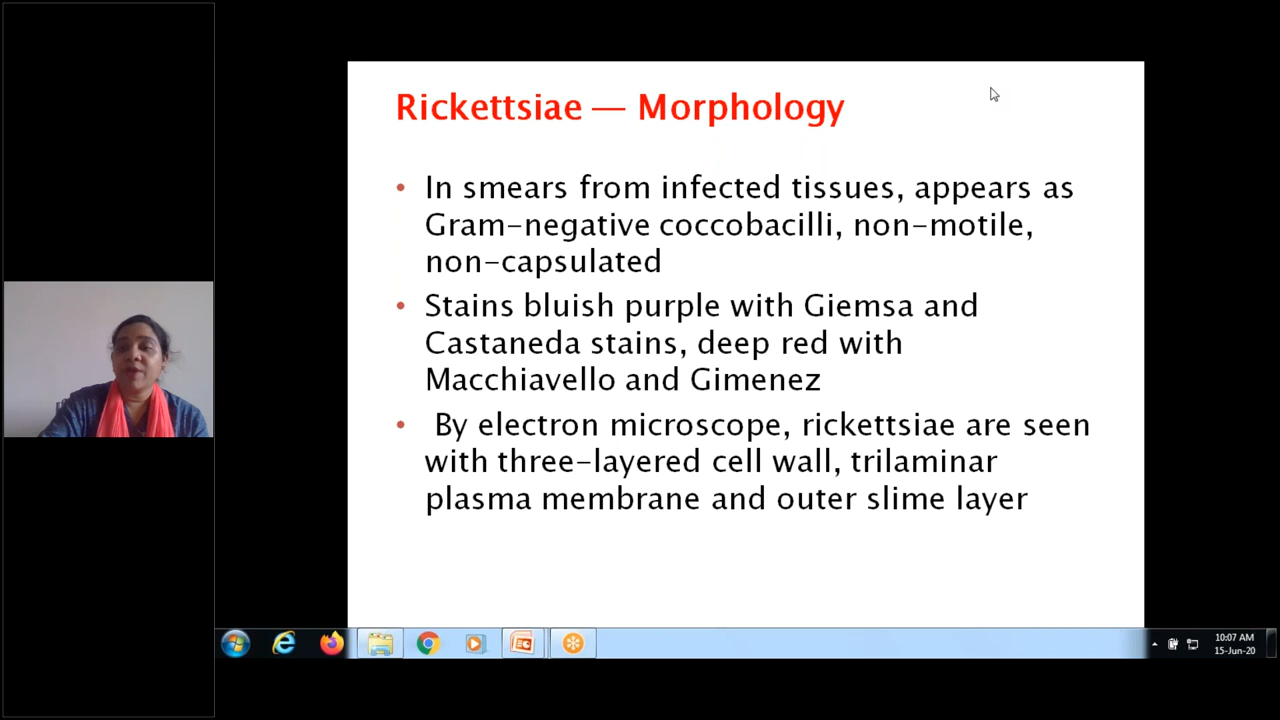 Rickettsiae — Morphology
• In smears from infected tissues, appears as
Gram-negative coccobacilli, non-motile,
non-capsulated
• Stains bluish purple with Giemsa and
Castaneda stains, deep red with
Macchiavello and Gimenez
• By electron microscope, rickettsiae are seen
with three-layered cell wall, trilaminar
plasma membrane and outer slime layer
10:07 AM
15-Jun-20